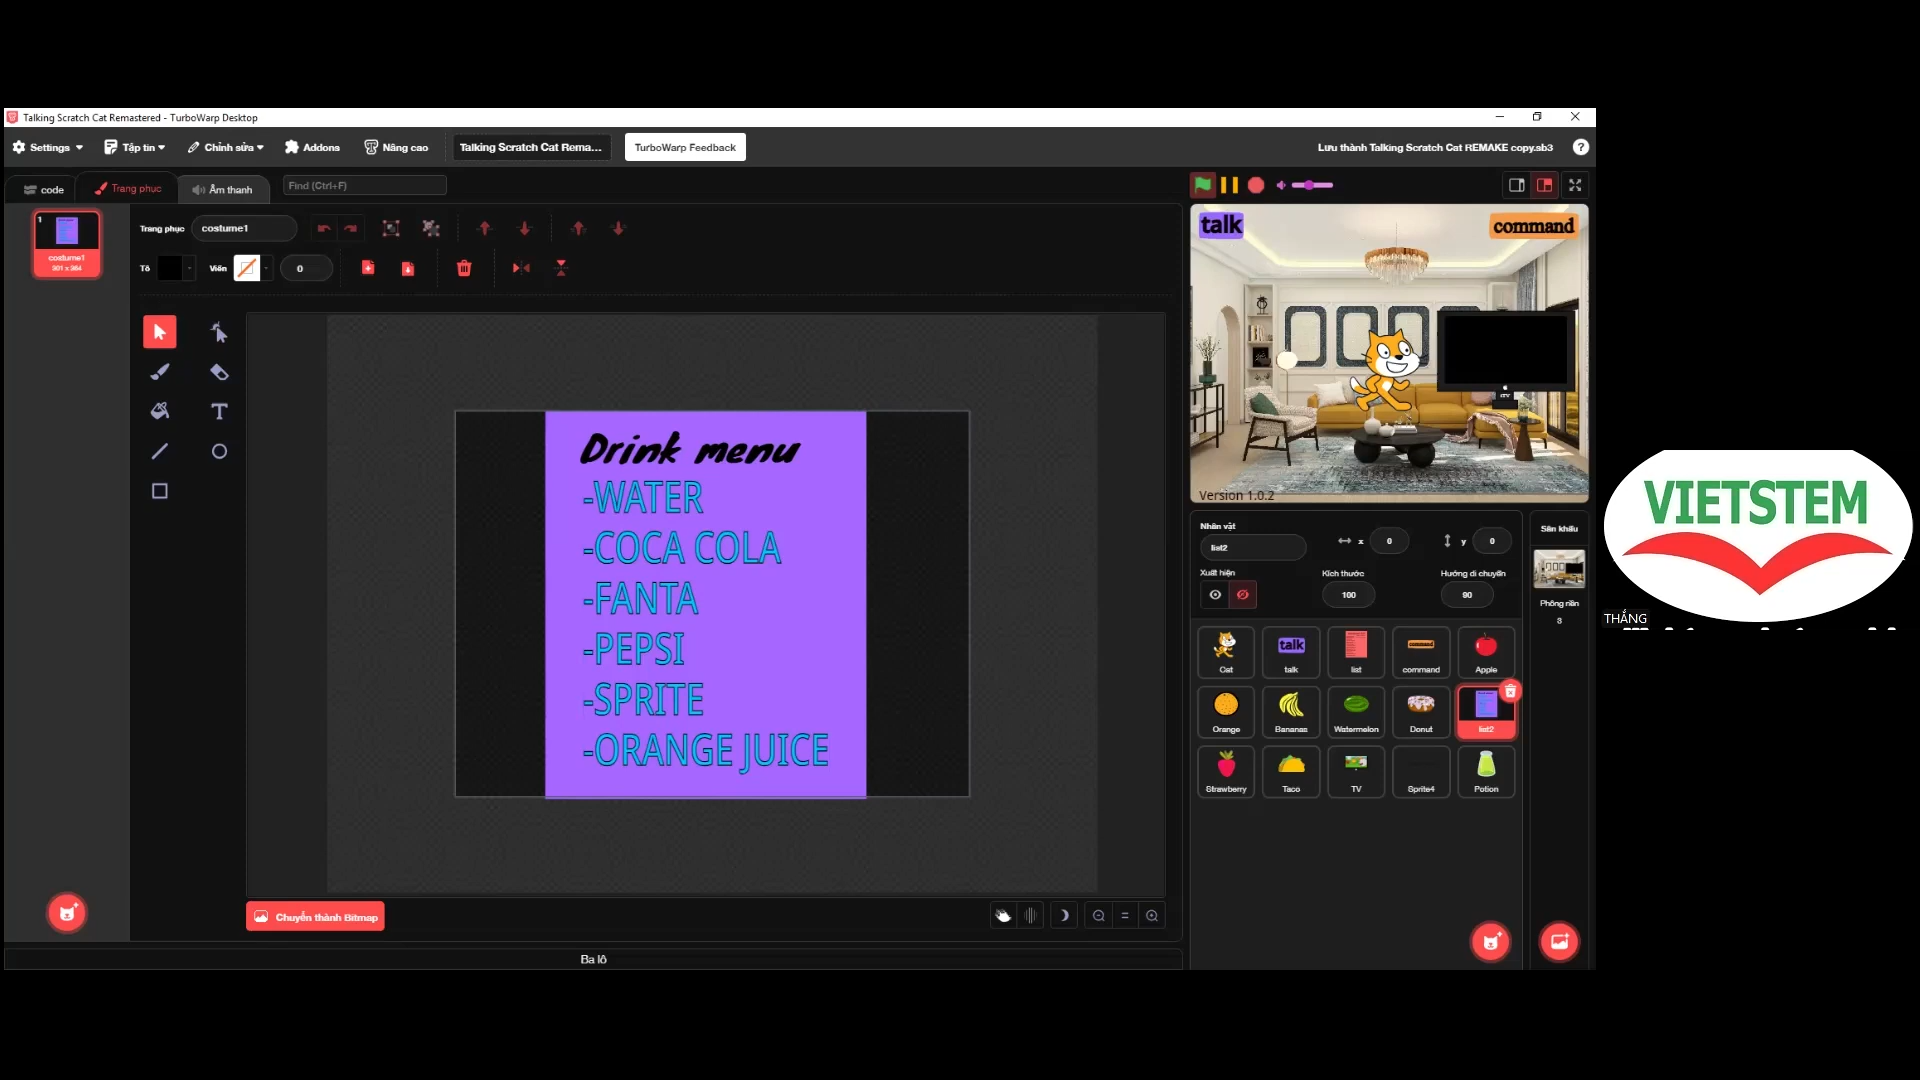 Talking Scratch Cat Remastered - TurboWarp Desktop
Settings Tập tin Chỉnh sửa Addons Nâng cao Talking Scratch Cat Rema... TurboWarp Feedback Lưu thành Talking Scratch Cat REMAKE copy.sb3 ?
code Trang phục Âm thanh Find (Ctrl+F)
1
costume1
301 x 364
Trang phục costume1
Tô Viền 0
Drink menu
-WATER
-COCA COLA
-FANTA
-PEPSI
-SPRITE
-ORANGE JUICE
Chuyển thành Bitmap
Ba lô
talk command
Version 1.0.2
Nhân vật
list2 x 0 y 0
Xuất hiện Kích thước Hướng di chuyển
100 90
Cat talk list command Apple
Orange Bananas Watermelon Donut list2
Strawberry Taco TV Sprite4 Potion
Sân khấu
Phông nền
8
VIETSTEM
THẮNG